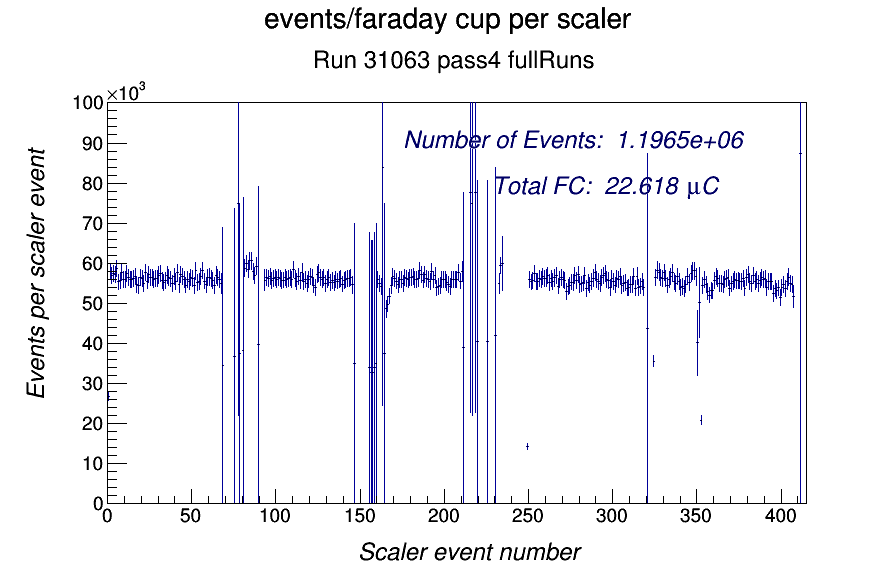 events/faraday cup per scaler
Run 31063 pass4 fullRuns
×10³
100
90
80
70
60
50
40
30
20
10
0
Events per scaler event
Number of Events: 1.1965e+06
Total FC: 22.618 μC
0 50 100 150 200 250 300 350 400
Scaler event number